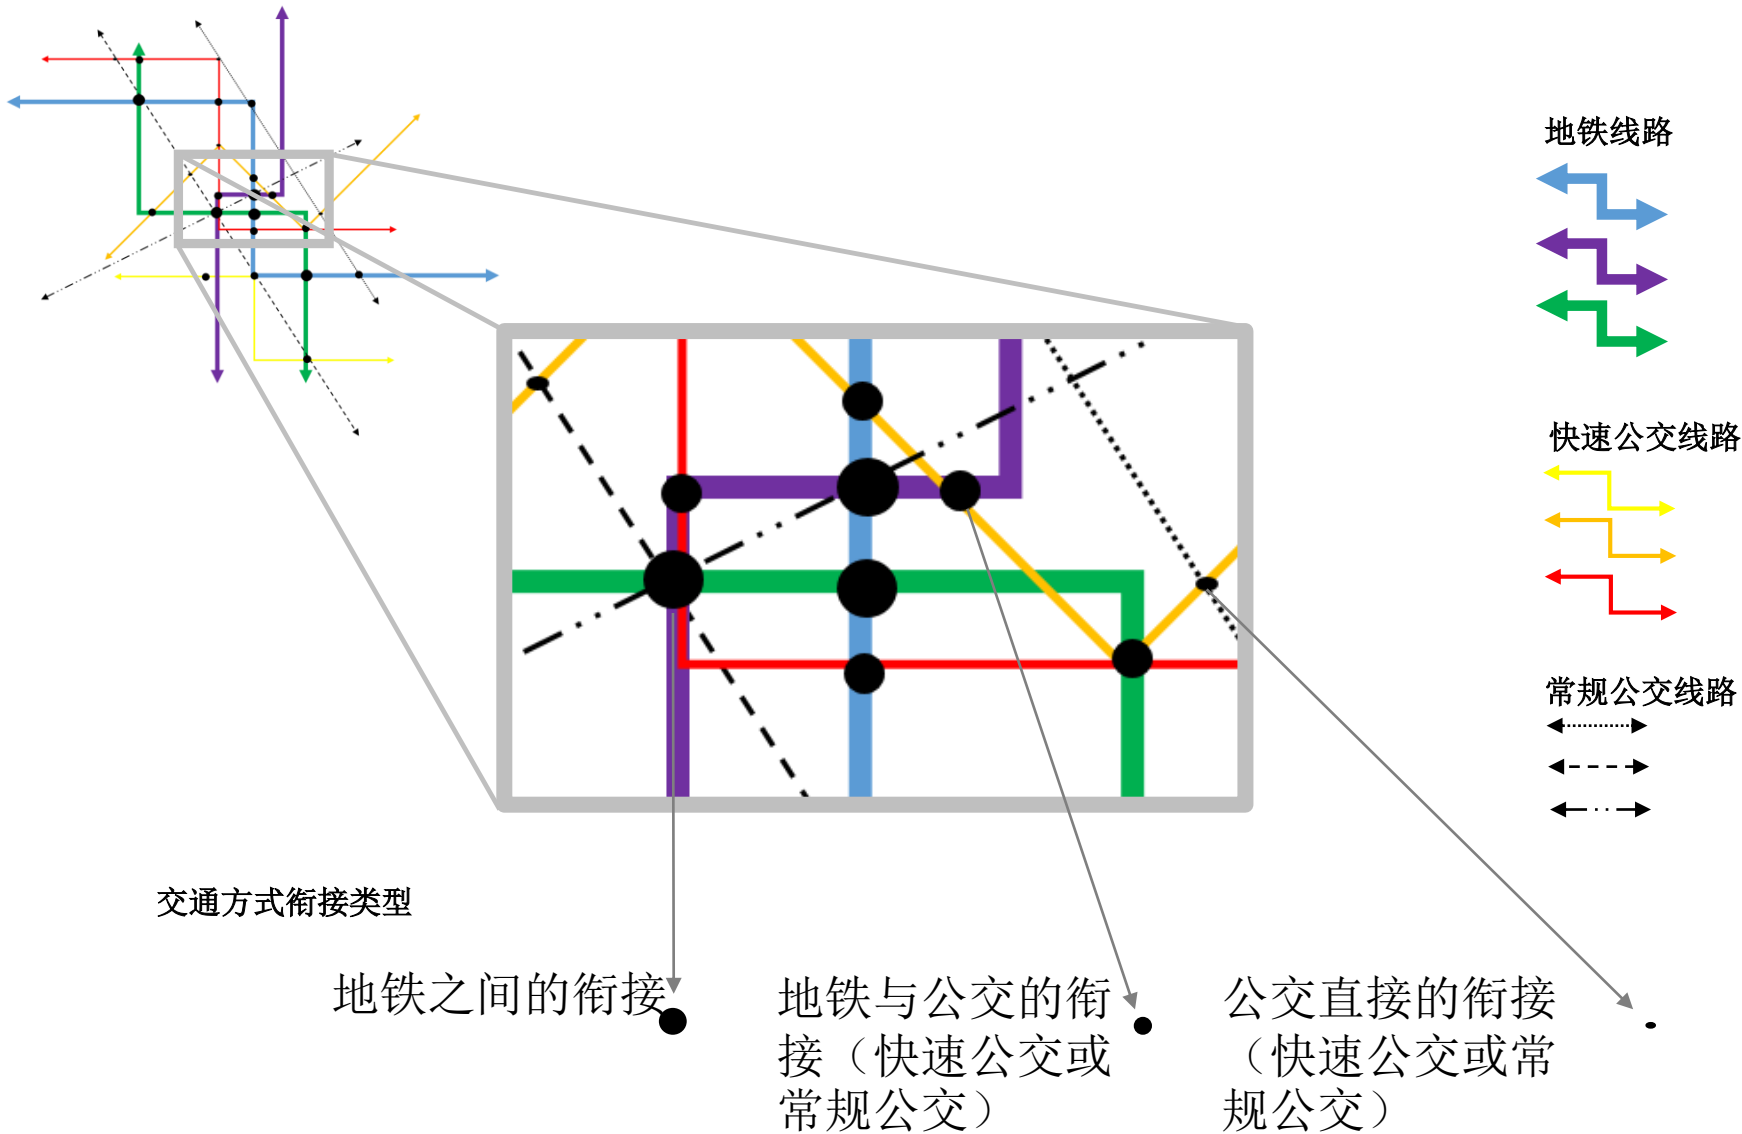 地铁线路
快速公交线路
常规公交线路
交通方式衔接类型
地铁之间的衔接
地铁与公交的衔
接（快速公交或
常规公交）
公交直接的衔接
（快速公交或常
规公交）